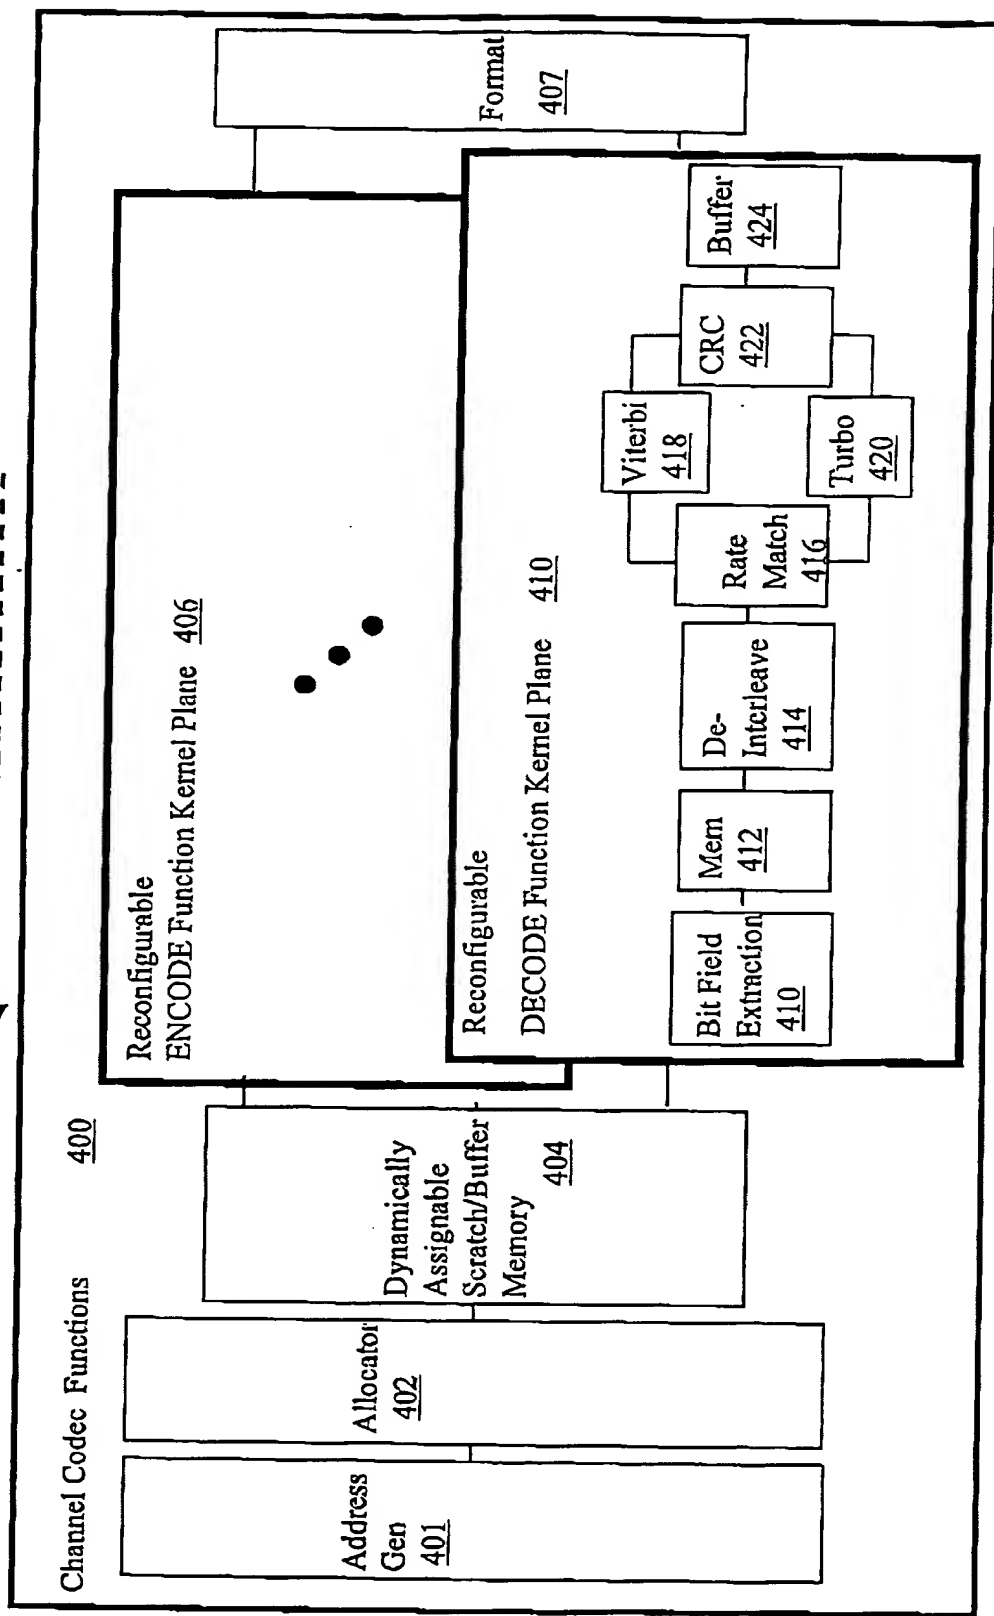 Channel Codec Functions
400
Address
Gen
401
Allocator
402
Dynamically
Assignable
Scratch/Buffer
Memory
404
Reconfigurable
ENCODE Function Kernel Plane 406
Reconfigurable
DECODE Function Kernel Plane 410
Bit Field
Extraction
410
Mem
412
De-
Interleave
414
Rate
Match
416
Viterbi
418
Turbo
420
CRC
422
Buffer
424
Format
407